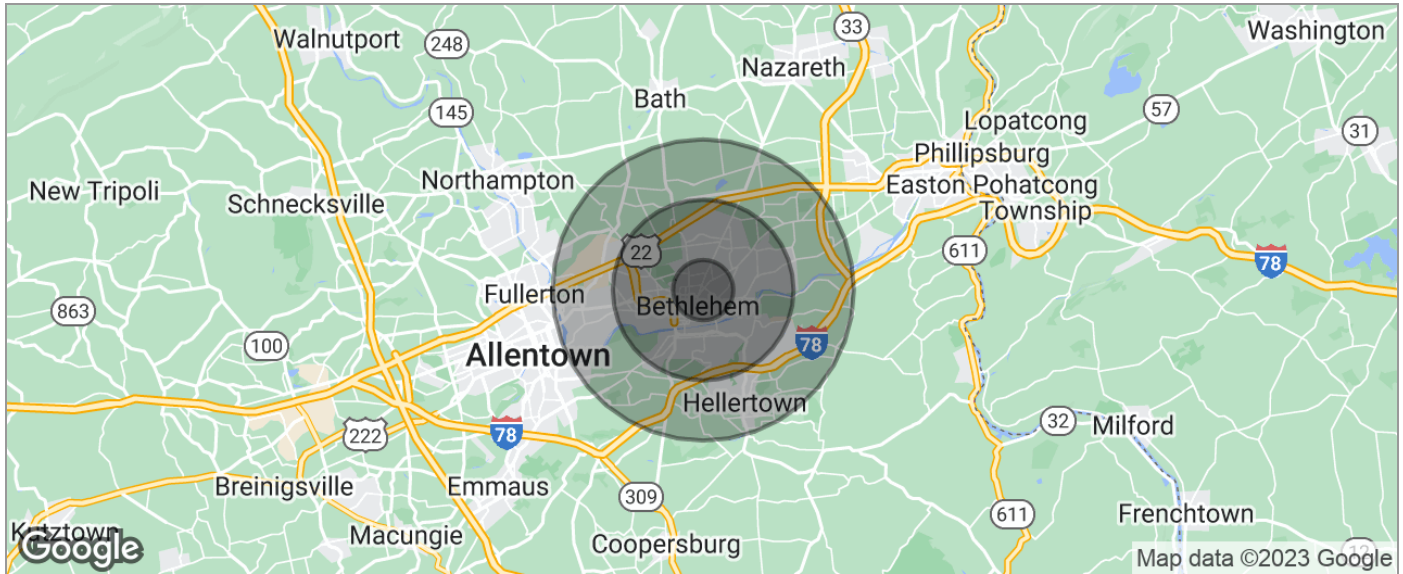 Walnutport
248
33
Washington
Nazareth
Bath
145
57
Lopatcong
31
Phillipsburg
Northampton
New Tripoli
Easton Pohatcong
Township
Schnecksville
22
611
78
Fullerton
Bethlehem
863
100
Allentown
78
Hellertown
222
78
32
Milford
Breinigsville
Emmaus
309
611
Frenchtown
Kutztown
Macungie
Coopersburg
12
Google
Map data ©2023 Google